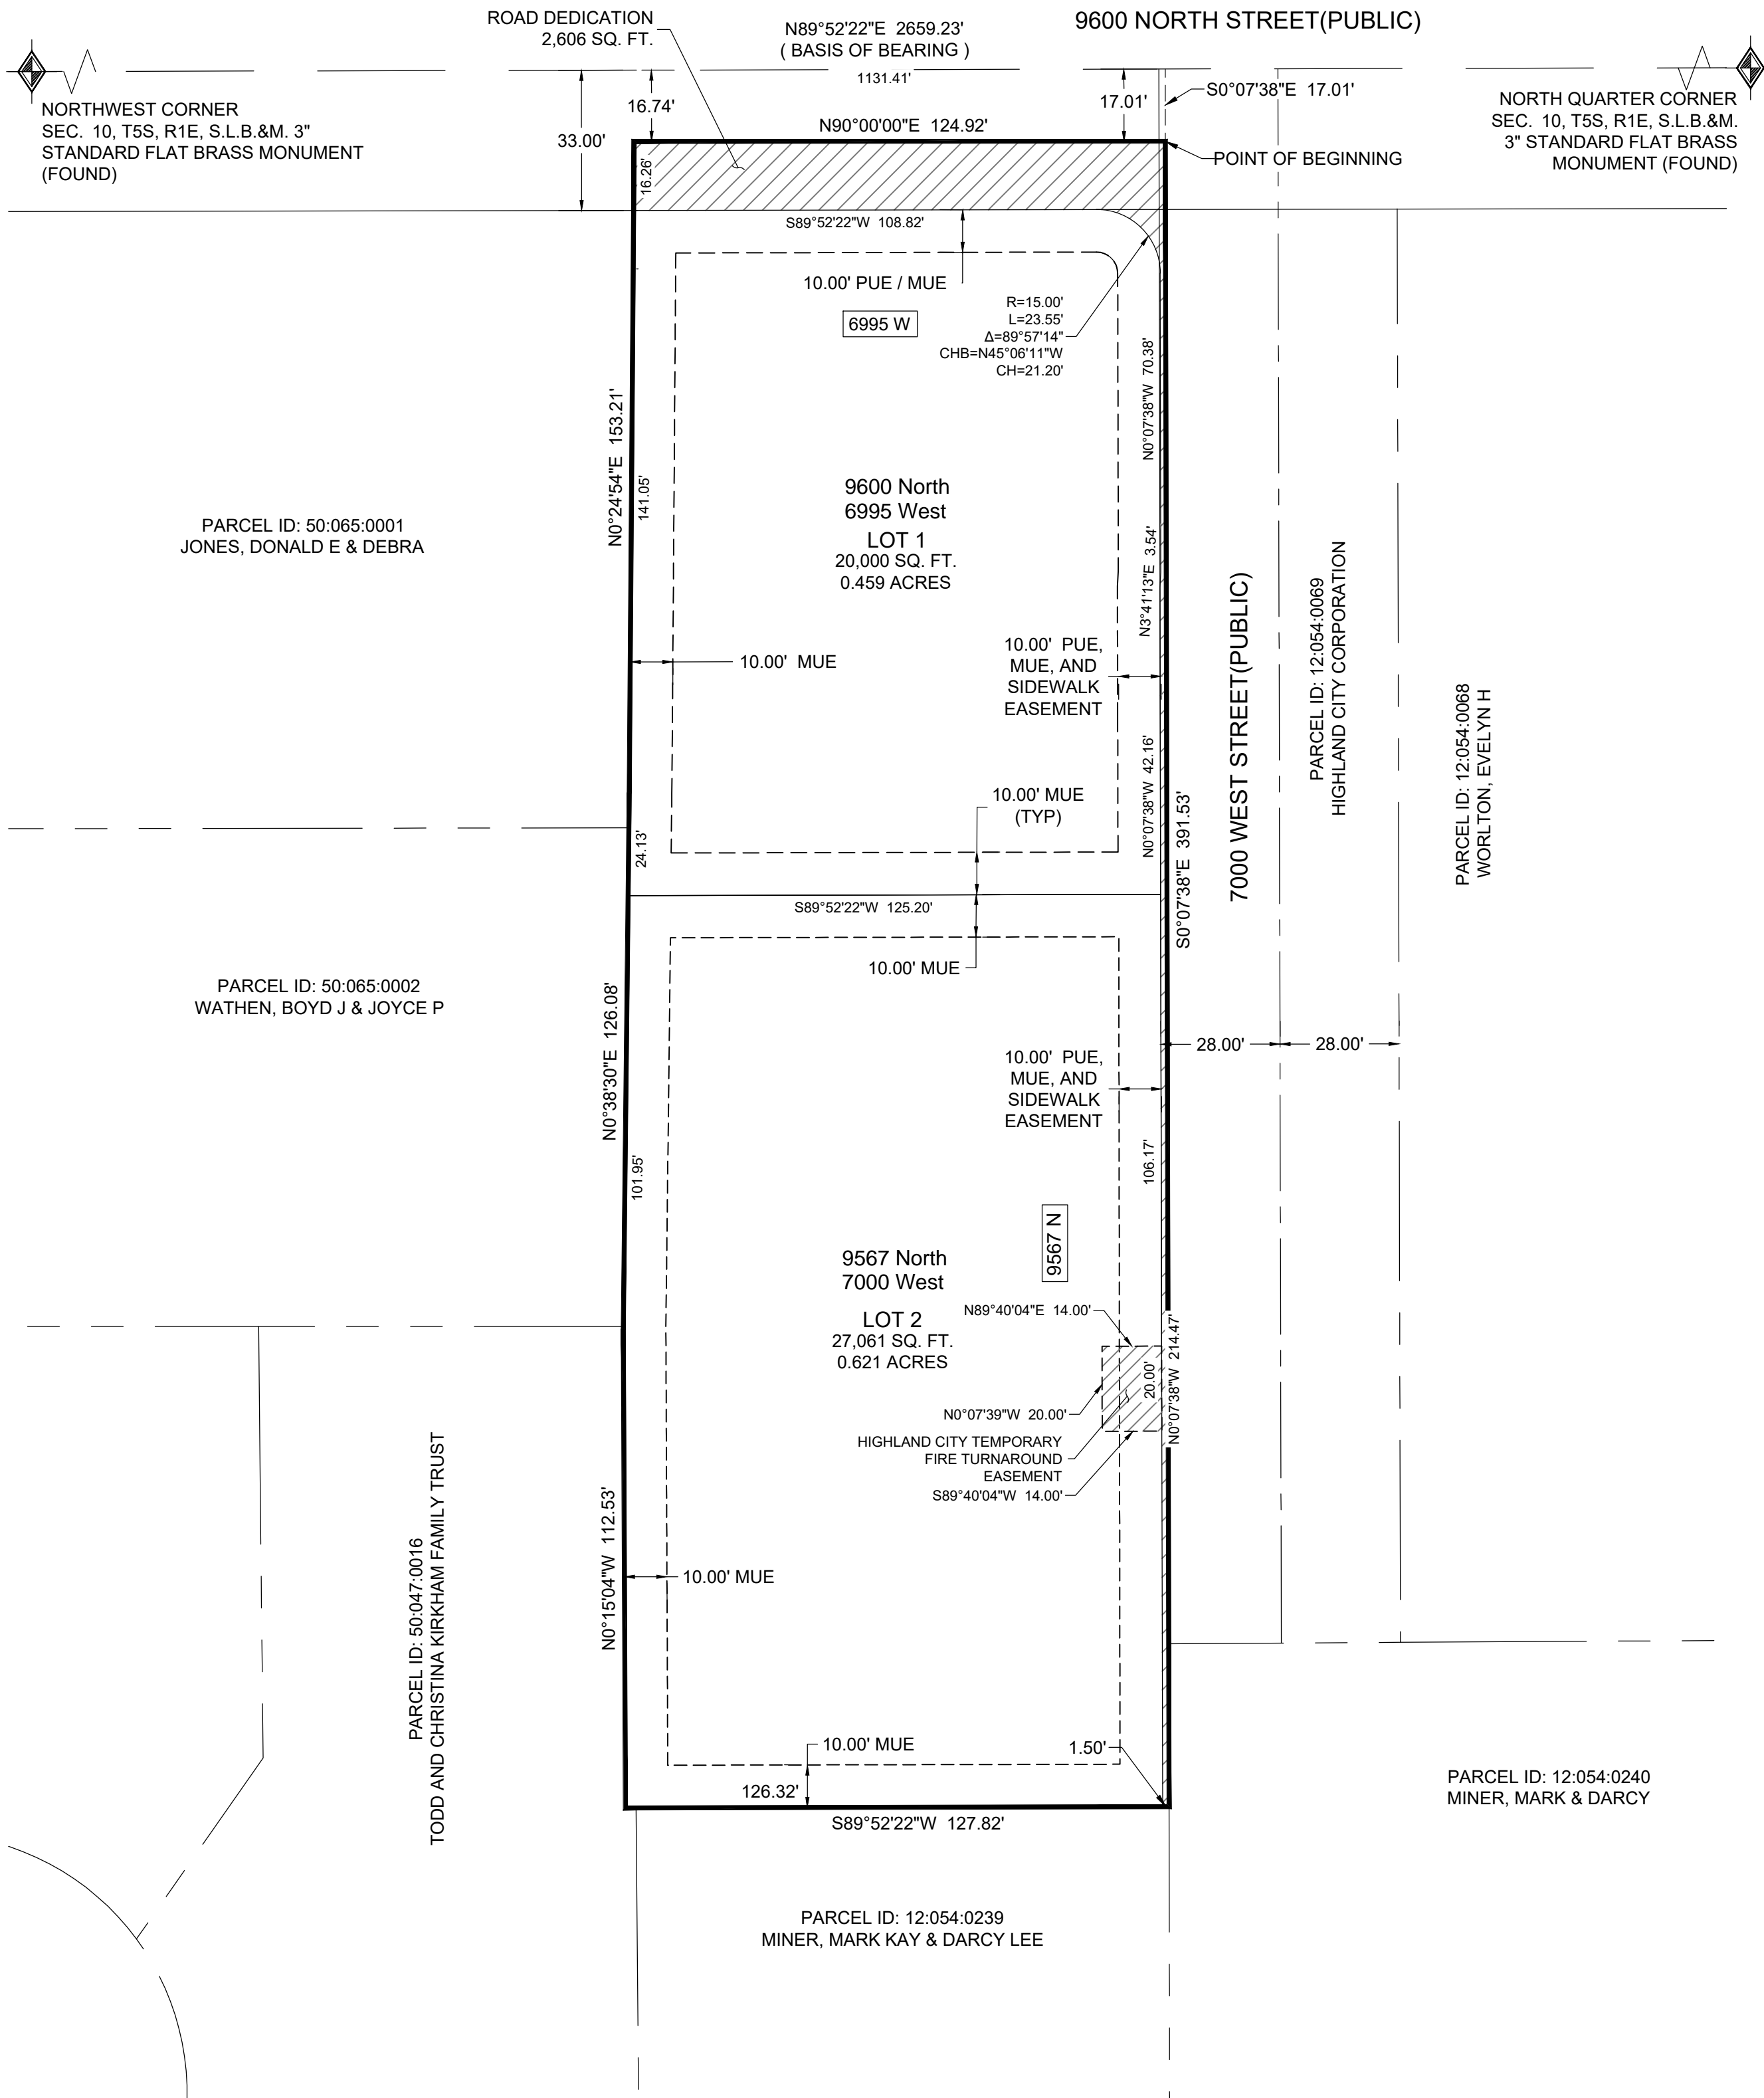 ROAD DEDICATION
2,606 SQ. FT.
N89°52'22"E 2659.23'
( BASIS OF BEARING )
9600 NORTH STREET(PUBLIC)
1131.41'
NORTHWEST CORNER
SEC. 10, T5S, R1E, S.L.B.&M. 3"
STANDARD FLAT BRASS MONUMENT
(FOUND)
33.00'
16.74'
17.01'
S0°07'38"E 17.01'
NORTH QUARTER CORNER
SEC. 10, T5S, R1E, S.L.B.&M.
3" STANDARD FLAT BRASS
MONUMENT (FOUND)
N90°00'00"E 124.92'
POINT OF BEGINNING
16.26'
S89°52'22"W 108.82'
10.00' PUE / MUE
6995 W
R=15.00'
L=23.55'
Δ=89°57'14"
CHB=N45°06'11"W
CH=21.20'
N0°07'38"W 70.38'
N0°24'54"E 153.21'
141.05'
9600 North
6995 West
LOT 1
20,000 SQ. FT.
0.459 ACRES
PARCEL ID: 50:065:0001
JONES, DONALD E & DEBRA
N3°41'13"E 3.54'
10.00' MUE
10.00' PUE,
MUE, AND
SIDEWALK
EASEMENT
7000 WEST STREET(PUBLIC)
PARCEL ID: 12:054:0069
HIGHLAND CITY CORPORATION
PARCEL ID: 12:054:0068
WORLTON, EVELYN H
10.00' MUE
(TYP)
N0°07'38"W 42.16'
S0°07'38"E 391.53'
24.13'
S89°52'22"W 125.20'
10.00' MUE
PARCEL ID: 50:065:0002
WATHEN, BOYD J & JOYCE P
N0°38'30"E 126.08'
101.95'
28.00'
28.00'
10.00' PUE,
MUE, AND
SIDEWALK
EASEMENT
106.17'
9567 N
9567 North
7000 West
LOT 2
27,061 SQ. FT.
0.621 ACRES
N89°40'04"E 14.00'
20.00'
N0°07'38"W 214.47'
N0°07'39"W 20.00'
HIGHLAND CITY TEMPORARY
FIRE TURNAROUND
EASEMENT
S89°40'04"W 14.00'
PARCEL ID: 50:047:0016
TODD AND CHRISTINA KIRKHAM FAMILY TRUST
N0°15'04"W 112.53'
10.00' MUE
10.00' MUE
1.50'
126.32'
S89°52'22"W 127.82'
PARCEL ID: 12:054:0240
MINER, MARK & DARCY
PARCEL ID: 12:054:0239
MINER, MARK KAY & DARCY LEE